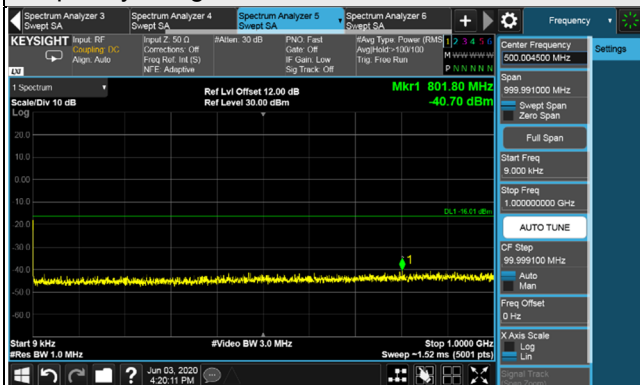 Spectrum Analyzer 3
Swept SA
Spectrum Analyzer 4
Swept SA
Spectrum Analyzer 5
Swept SA
Spectrum Analyzer 6
Swept SA
+
Frequency
KEYSIGHT
Input: RF
Coupling: DC
Align: Auto
Input Z: 50 Ω
Corrections: Off
Freq Ref: Int (S)
NFE: Adaptive
#Atten: 30 dB
PNO: Fast
Gate: Off
IF Gain: Low
Sig Track: Off
#Avg Type: Power (RMS
Avg|Hold:>100/100
Trig: Free Run
1 2 3 4 5 6
M W W W W W
P N N N N N
LXI
1 Spectrum
Scale/Div 10 dB
Log
Ref Lvl Offset 12.00 dB
Ref Level 30.00 dBm
Mkr1 801.80 MHz
-40.70 dBm
20.0
10.0
0.00
10.0
DL1 -16.01 dBm
-20.0
-30.0
-40.0
-50.0
-60.0
1
Start 9 kHz
#Res BW 1.0 MHz
#Video BW 3.0 MHz
Stop 1.0000 GHz
Sweep ~1.52 ms (5001 pts)
Jun 03, 2020
4:20:11 PM
?
Center Frequency
500.004500 MHz
Settings
Span
999.991000 MHz
Swept Span
Zero Span
Full Span
Start Freq
9.000 kHz
Stop Freq
1.000000000 GHz
AUTO TUNE
CF Step
99.999100 MHz
Auto
Man
Freq Offset
0 Hz
X Axis Scale
Log
Lin
Signal Track